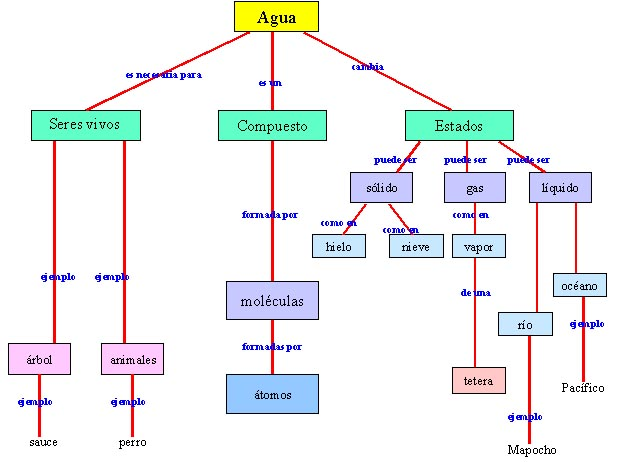 Agua
es necesaria para
es un
cambia
Seres vivos
Compuesto
Estados
puede ser
puede ser
puede ser
sólido
gas
líquido
formada por
como en
como en
como en
hielo
nieve
vapor
ejemplo
ejemplo
de una
océano
moléculas
río
ejemplo
formadas por
árbol
animales
tetera
Pacífico
átomos
ejemplo
ejemplo
ejemplo
sauce
perro
Mapocho